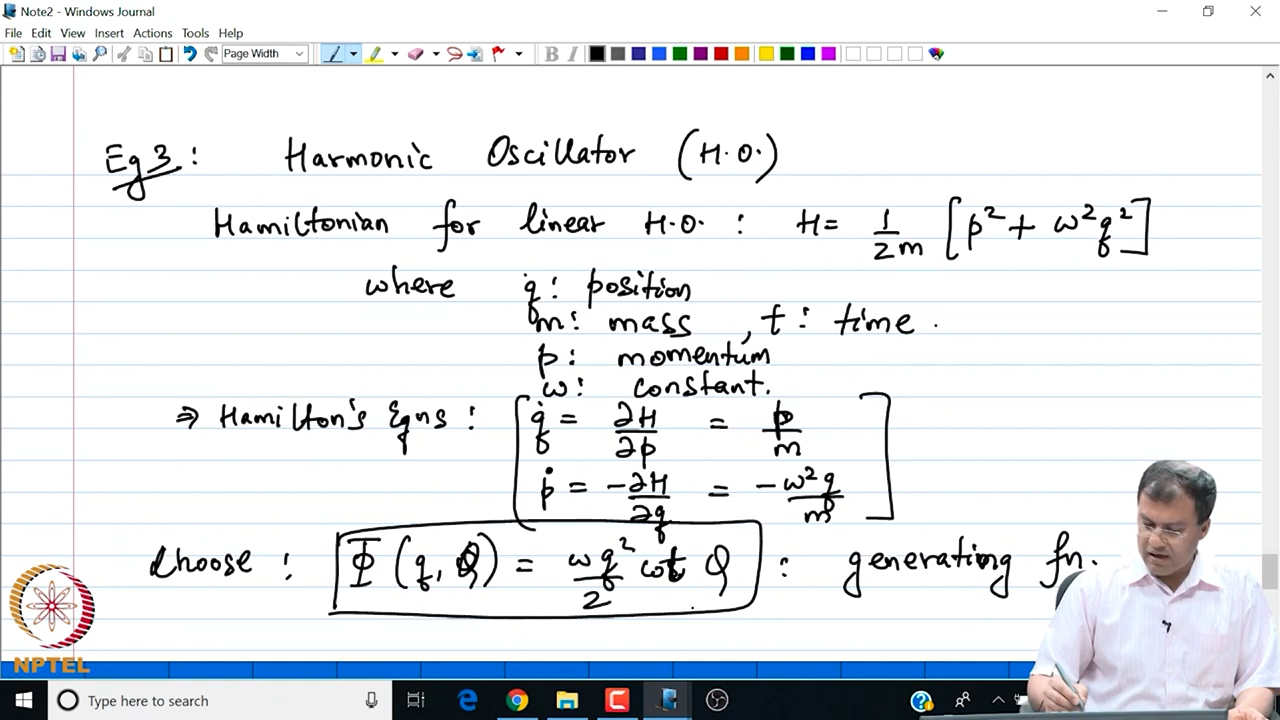 Note2 - Windows Journal
File Edit View Insert Actions Tools Help
Page Width
B I
Eg 3: Harmonic Oscillator (H.O.)
Hamiltonian for linear H.O. : H = 1/2m [p² + ω²q²]
where q : position
m : mass , t : time .
p : momentum
ω : constant.
⇒ Hamilton's Eqns : [ q̇ = ∂H/∂p = p/m
ṗ = -∂H/∂q = -ω²q/m ]
Choose : Φ (q, Q) = ωq²/2 cot Q : generating fn.
NPTEL
Type here to search